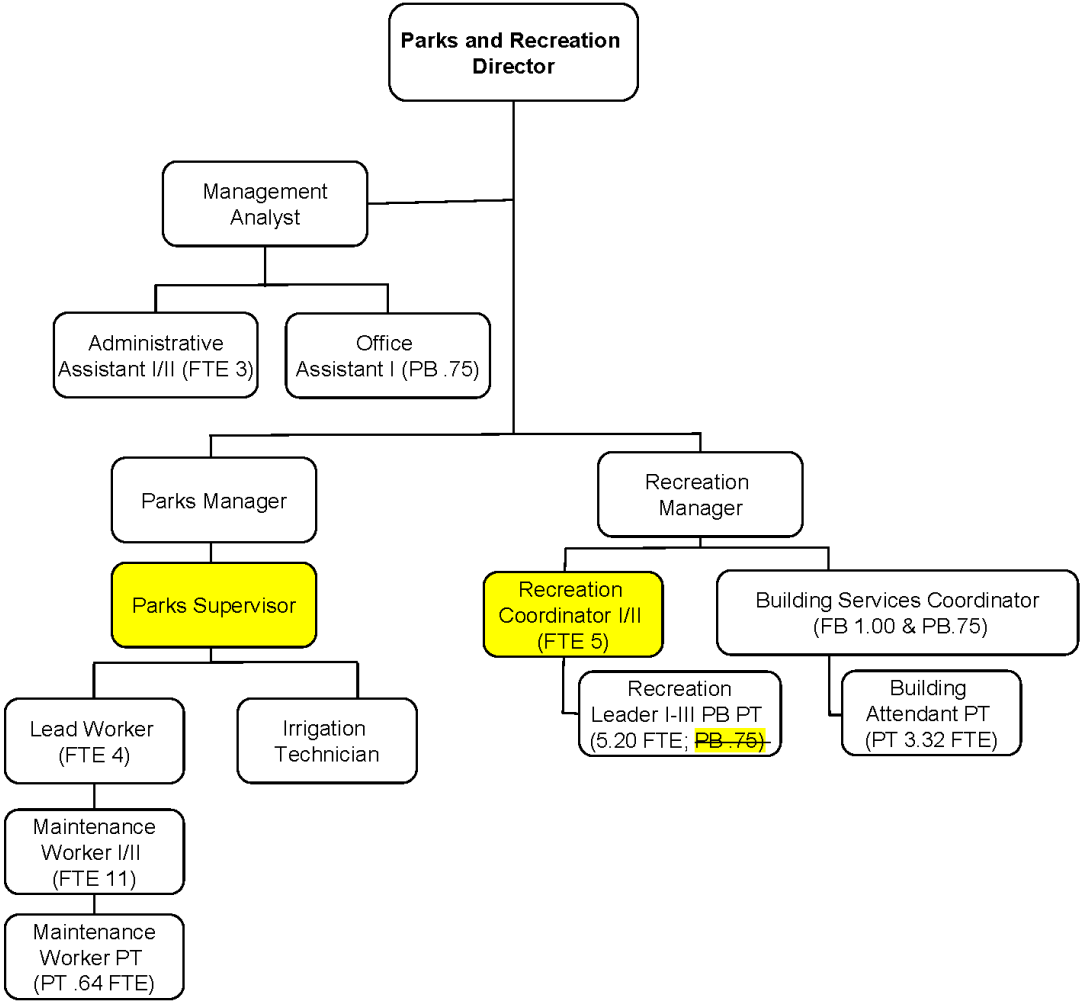 Parks and Recreation
Director
Management
Analyst
Administrative
Assistant I/II (FTE 3)
Office
Assistant I (PB .75)
Parks Manager
Recreation
Manager
Parks Supervisor
Recreation
Coordinator I/II
(FTE 5)
Building Services Coordinator
(FB 1.00 & PB.75)
Lead Worker
(FTE 4)
Irrigation
Technician
Recreation
Leader I-III PB PT
(5.20 FTE; PB .75)
Building
Attendant PT
(PT 3.32 FTE)
Maintenance
Worker I/II
(FTE 11)
Maintenance
Worker PT
(PT .64 FTE)